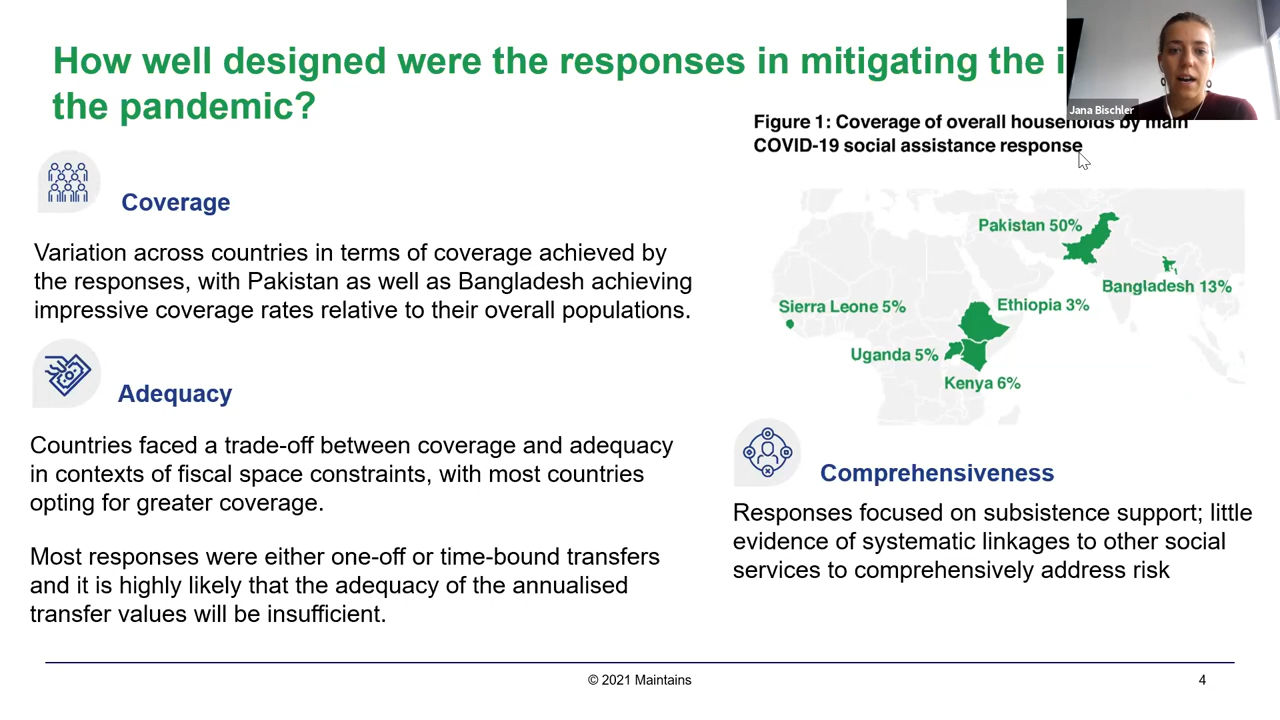 How well designed were the responses in mitigating the
the pandemic?
Jana Bischler
Figure 1: Coverage of overall households by main
COVID-19 social assistance response
Coverage
Variation across countries in terms of coverage achieved by
the responses, with Pakistan as well as Bangladesh achieving
impressive coverage rates relative to their overall populations.
Pakistan 50%
Bangladesh 13%
Sierra Leone 5%
Ethiopia 3%
Uganda 5%
Kenya 6%
Adequacy
Countries faced a trade-off between coverage and adequacy
in contexts of fiscal space constraints, with most countries
opting for greater coverage.
Most responses were either one-off or time-bound transfers
and it is highly likely that the adequacy of the annualised
transfer values will be insufficient.
Comprehensiveness
Responses focused on subsistence support; little
evidence of systematic linkages to other social
services to comprehensively address risk
© 2021 Maintains
4